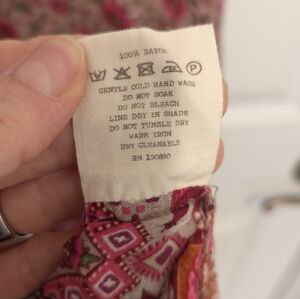 100% RAYON
P
GENTLE COLD HAND WASH
DO NOT SOAK
DO NOT BLEACH
LINE DRY IN SHADE
DO NOT TUMBLE DRY
WARM IRON
DRY CLEANABLE
RN 150890